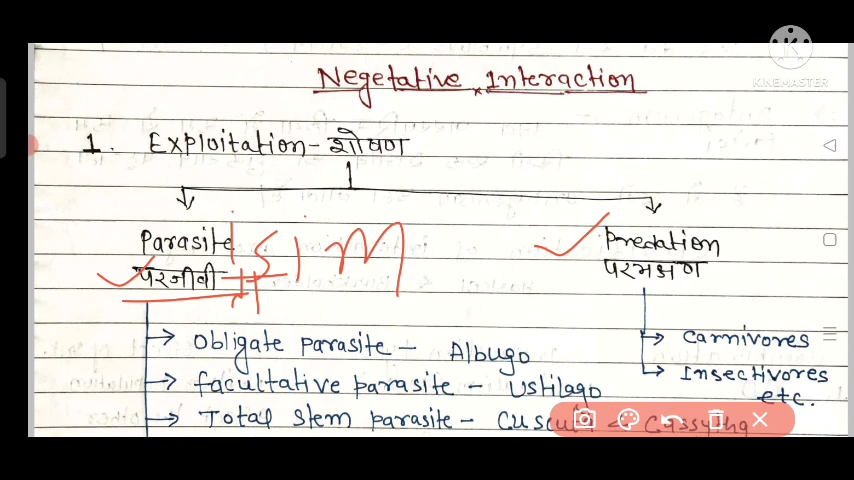 KINEMASTER
Negetative Interaction
1. Exploitation - शोषण
Parasite
परजीवी
Predation
परभक्षण
→ Obligate parasite - Albugo
→ facultative parasite - Ustilago
→ Total stem parasite - Cuscuta < Cassytha
→ Carnivores
→ Insectivores
etc.